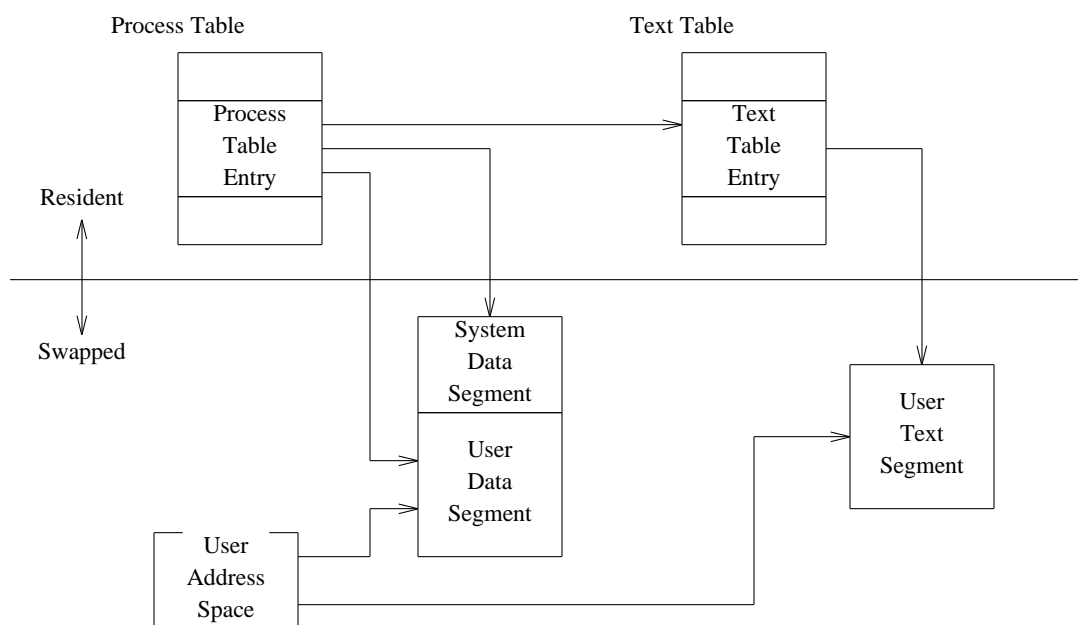 Process Table
Text Table
Process
Table
Entry
Text
Table
Entry
Resident
Swapped
System
Data
Segment
User
Data
Segment
User
Text
Segment
User
Address
Space